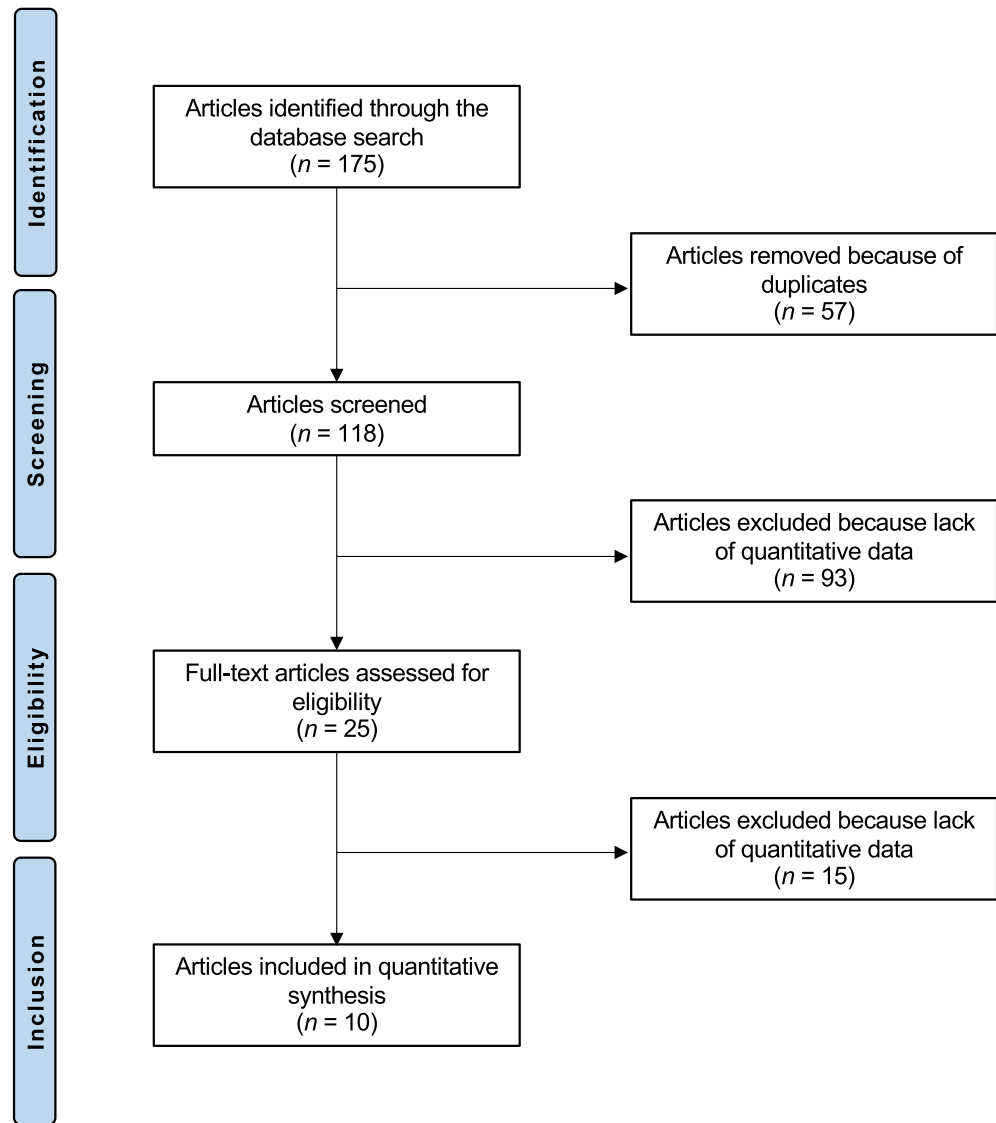 Identification
Articles identified through the
database search
(n = 175)
Articles removed because of
duplicates
(n = 57)
Screening
Articles screened
(n = 118)
Articles excluded because lack
of quantitative data
(n = 93)
Eligibility
Full-text articles assessed for
eligibility
(n = 25)
Articles excluded because lack
of quantitative data
(n = 15)
Inclusion
Articles included in quantitative
synthesis
(n = 10)